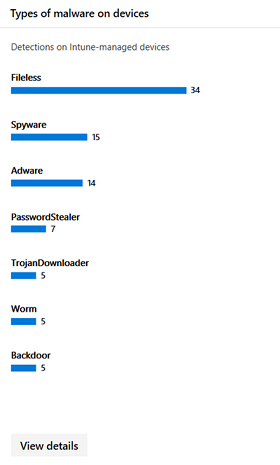 Types of malware on devices
Detections on Intune-managed devices
Fileless
34
Spyware
15
Adware
14
PasswordStealer
7
TrojanDownloader
5
Worm
5
Backdoor
5
View details